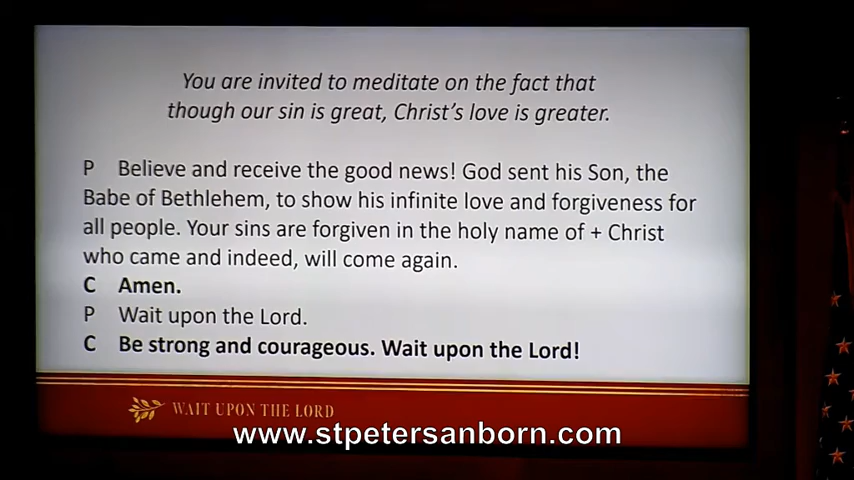 You are invited to meditate on the fact that
though our sin is great, Christ's love is greater.
P Believe and receive the good news! God sent his Son, the
Babe of Bethlehem, to show his infinite love and forgiveness for
all people. Your sins are forgiven in the holy name of + Christ
who came and indeed, will come again.
C Amen.
P Wait upon the Lord.
C Be strong and courageous. Wait upon the Lord!
WAIT UPON THE LORD
www.stpetersanborn.com